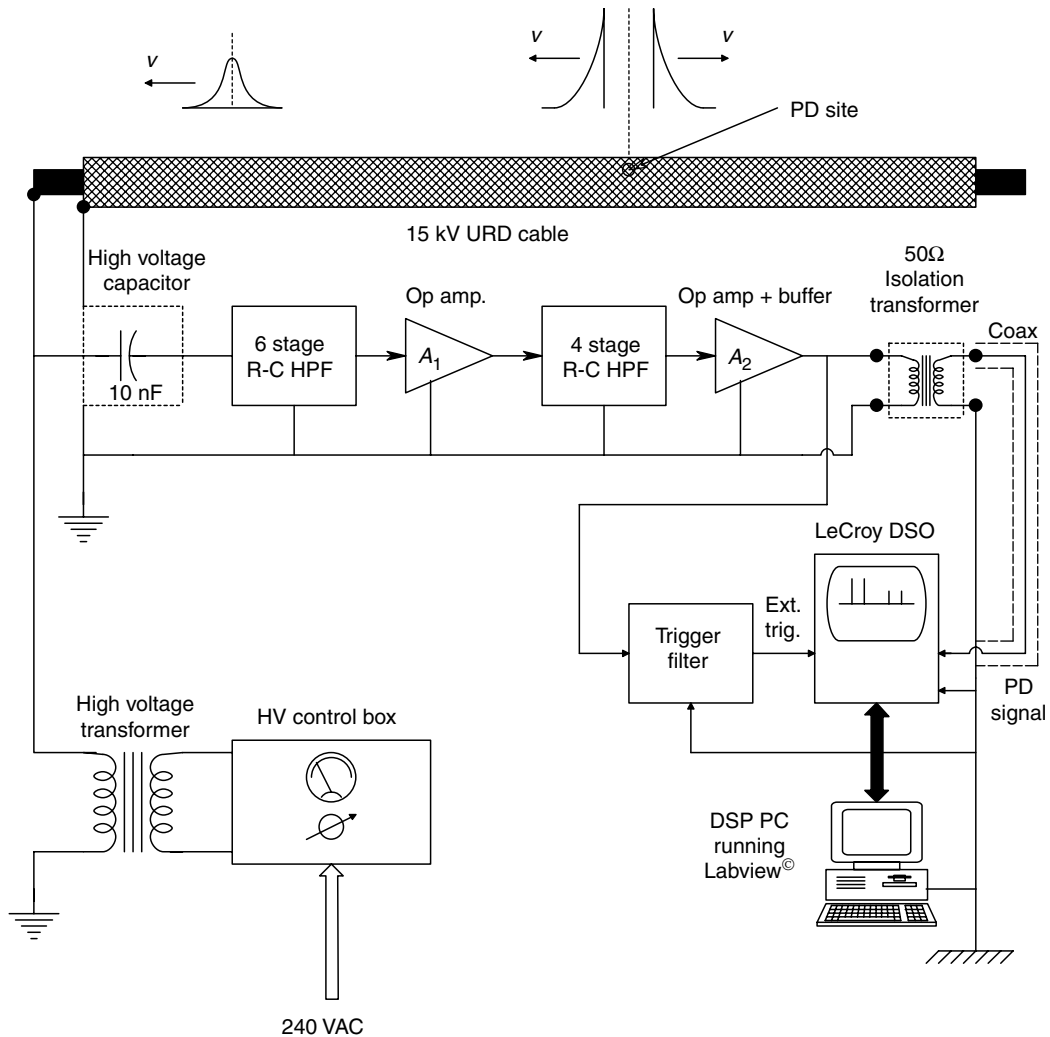 v
v
v
PD site
15 kV URD cable
High voltage
capacitor
10 nF
6 stage
R-C HPF
Op amp.
A1
4 stage
R-C HPF
Op amp + buffer
A2
50Ω
Isolation
transformer
Coax
LeCroy DSO
Ext.
trig.
Trigger
filter
PD
signal
High voltage
transformer
HV control box
DSP PC
running
Labview©
240 VAC